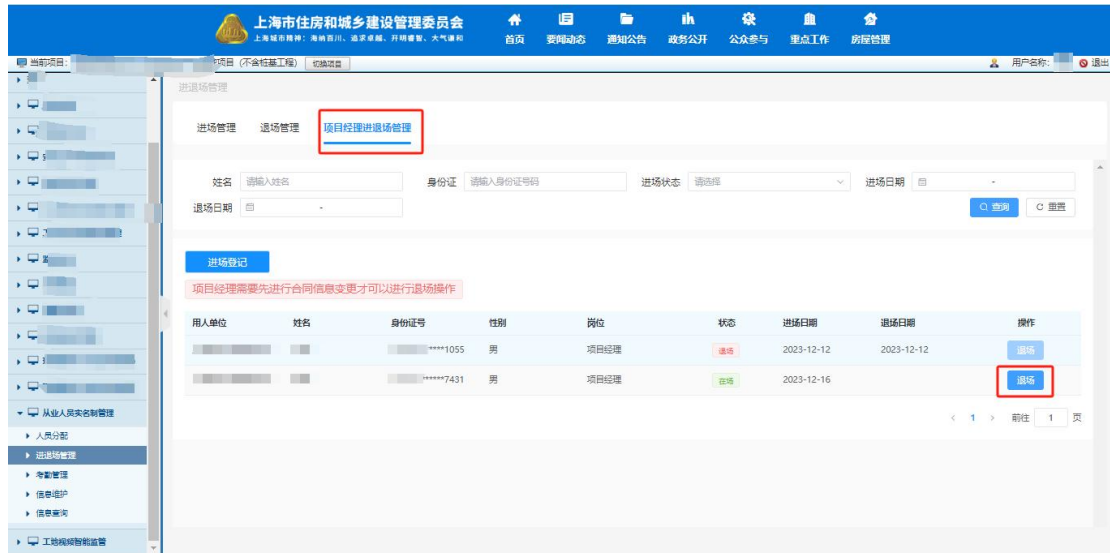 上海市住房和城乡建设管理委员会
上海城市精神：海纳百川、追求卓越、开明睿智、大气谦和
首页 要闻动态 通知公告 政务公开 公众参与 重点工作 房屋管理
当前项目： 项目 (不含桩基工程) 切换项目 用户名称： 退出
进退场管理
进场管理 退场管理 项目经理进退场管理
姓名 请输入姓名 身份证 请输入身份证号码 进场状态 请选择 进场日期 -
退场日期 - 查询 重置
进场登记
项目经理需要先进行合同信息变更才可以进行退场操作
用人单位 姓名 身份证号 性别 岗位 状态 进场日期 退场日期 操作
****1055 男 项目经理 退场 2023-12-12 2023-12-12 退场
******7431 男 项目经理 在场 2023-12-16 退场
< 1 > 前往 1 页
从业人员实名制管理
人员分配
进退场管理
考勤管理
信息维护
信息查询
工地视频智能监管